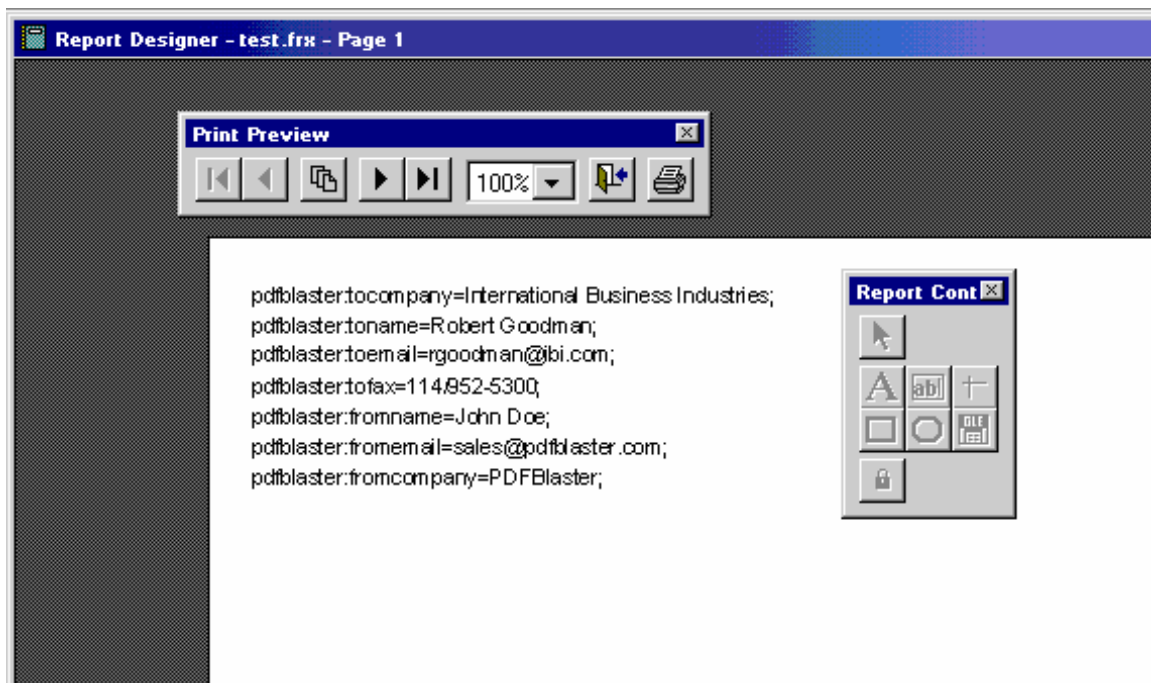 Report Designer - test.frx - Page 1
Print Preview
100%
pdfblaster:tocompany=International Business Industries;
pdfblaster:toname=Robert Goodman;
pdfblaster:toemail=rgoodman@ibi.com;
pdfblaster:tofax=114/952-5300;
pdfblaster:fromname=John Doe;
pdfblaster:fromemail=sales@pdfblaster.com;
pdfblaster:fromcompany=PDFBlaster;
Report Cont
A ab|
OLE